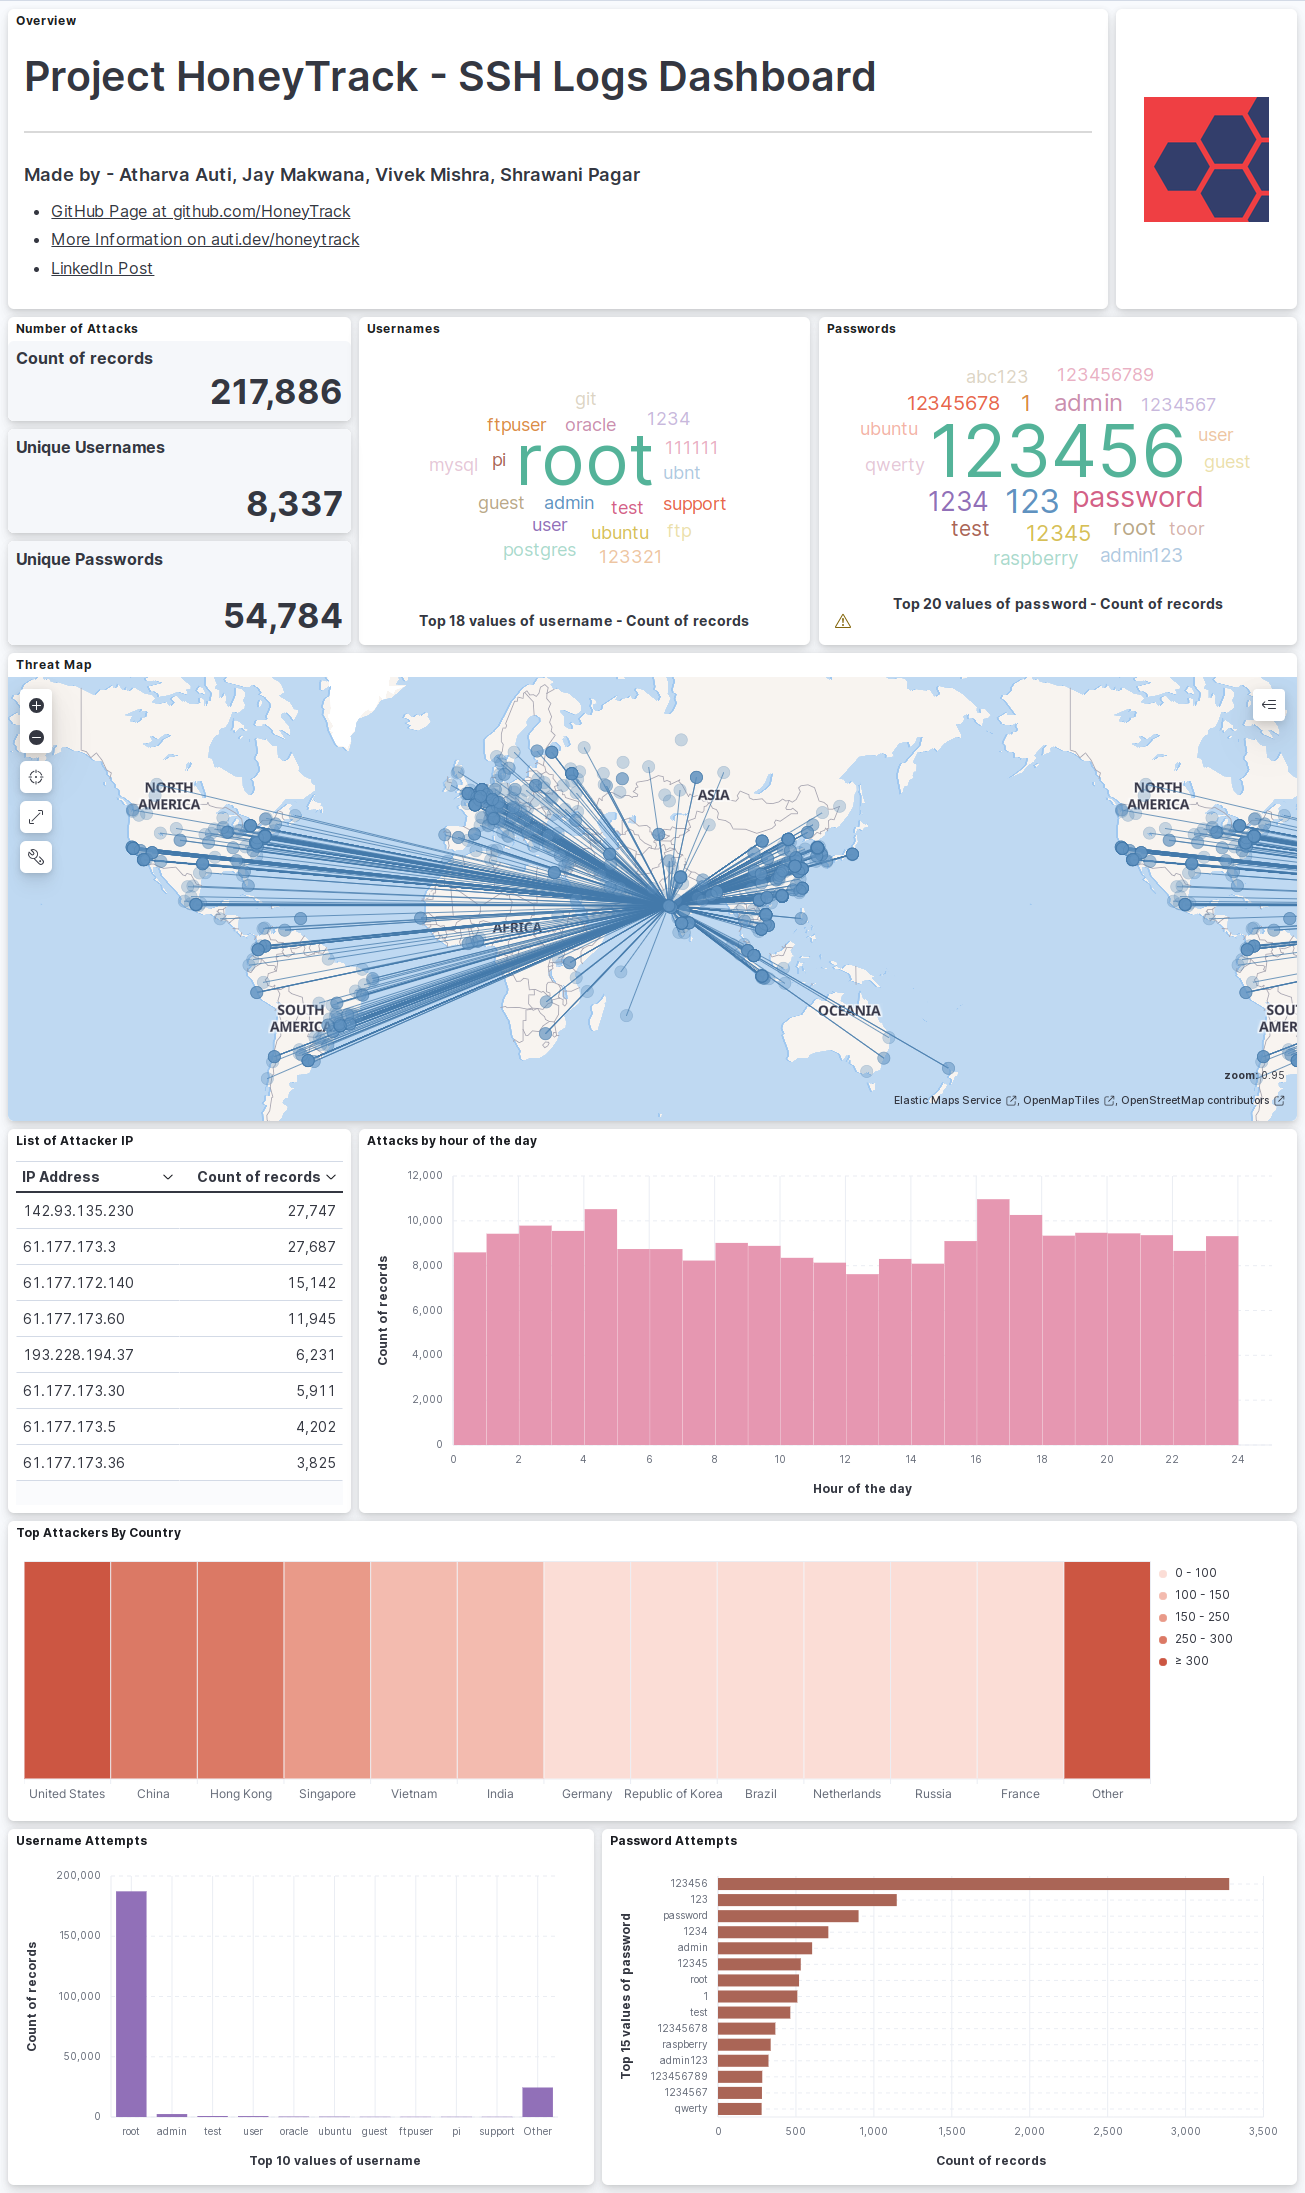 Overview
Project HoneyTrack - SSH Logs Dashboard
Made by - Atharva Auti, Jay Makwana, Vivek Mishra, Shrawani Pagar
• GitHub Page at github.com/HoneyTrack
• More Information on auti.dev/honeytrack
• LinkedIn Post
Number of Attacks
Count of records
217,886
Unique Usernames
8,337
Unique Passwords
54,784
Usernames
git
ftpuser oracle 1234
root
111111
mysql pi
ubnt
guest admin test support
user ubuntu ftp
postgres 123321
Top 18 values of username - Count of records
Passwords
abc123 123456789
12345678 1 admin 1234567
ubuntu 123456 user
qwerty guest
1234 123 password
test 12345 root toor
raspberry admin123
Top 20 values of password - Count of records
Threat Map
NORTH
AMERICA
ASIA
NORTH
AMERICA
AFRICA
SOUTH
AMERICA
OCEANIA
SOU
AMER
zoom: 0.95
Elastic Maps Service, OpenMapTiles, OpenStreetMap contributors
List of Attacker IP
IP Address Count of records
142.93.135.230 27,747
61.177.173.3 27,687
61.177.172.140 15,142
61.177.173.60 11,945
193.228.194.37 6,231
61.177.173.30 5,911
61.177.173.5 4,202
61.177.173.36 3,825
Attacks by hour of the day
12,000
10,000
8,000
6,000
4,000
2,000
0
Count of records
0 2 4 6 8 10 12 14 16 18 20 22 24
Hour of the day
Top Attackers By Country
0 - 100
100 - 150
150 - 250
250 - 300
≥ 300
United States China Hong Kong Singapore Vietnam India Germany Republic of Korea Brazil Netherlands Russia France Other
Username Attempts
200,000
150,000
100,000
50,000
0
Count of records
root admin test user oracle ubuntu guest ftpuser pi support Other
Top 10 values of username
Password Attempts
Top 15 values of password
123456
123
password
1234
admin
12345
root
1
test
12345678
raspberry
admin123
123456789
1234567
qwerty
0 500 1,000 1,500 2,000 2,500 3,000 3,500
Count of records